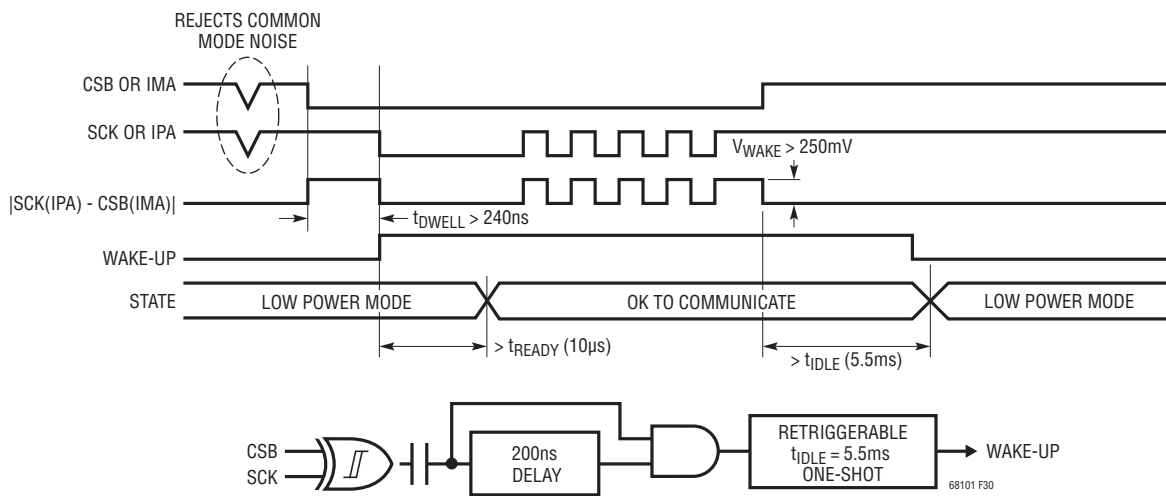 REJECTS COMMON
MODE NOISE
CSB OR IMA
SCK OR IPA
VWAKE > 250mV
|SCK(IPA) - CSB(IMA)|
tDWELL > 240ns
WAKE-UP
STATE
LOW POWER MODE
OK TO COMMUNICATE
LOW POWER MODE
> tREADY (10µs)
> tIDLE (5.5ms)
CSB
SCK
200ns
DELAY
RETRIGGERABLE
tIDLE = 5.5ms
ONE-SHOT
WAKE-UP
68101 F30